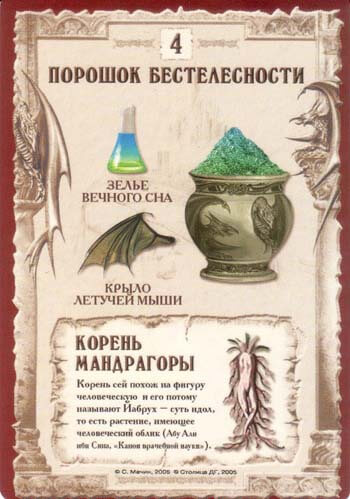 4
ПОРОШОК БЕСТЕЛЕСНОСТИ
ЗЕЛЬЕ
ВЕЧНОГО СНА
КРЫЛО
ЛЕТУЧЕЙ МЫШИ
КОРЕНЬ
МАНДРАГОРЫ
Корень сей похож на фигуру
человеческую и его потому
называют Йабрух – суть идол,
то есть растение, имеющее
человеческий облик (Абу Али
ибн Сина, «Канон врачебной науки»).
© С. Мачин, 2005 © Столица ДГ, 2005